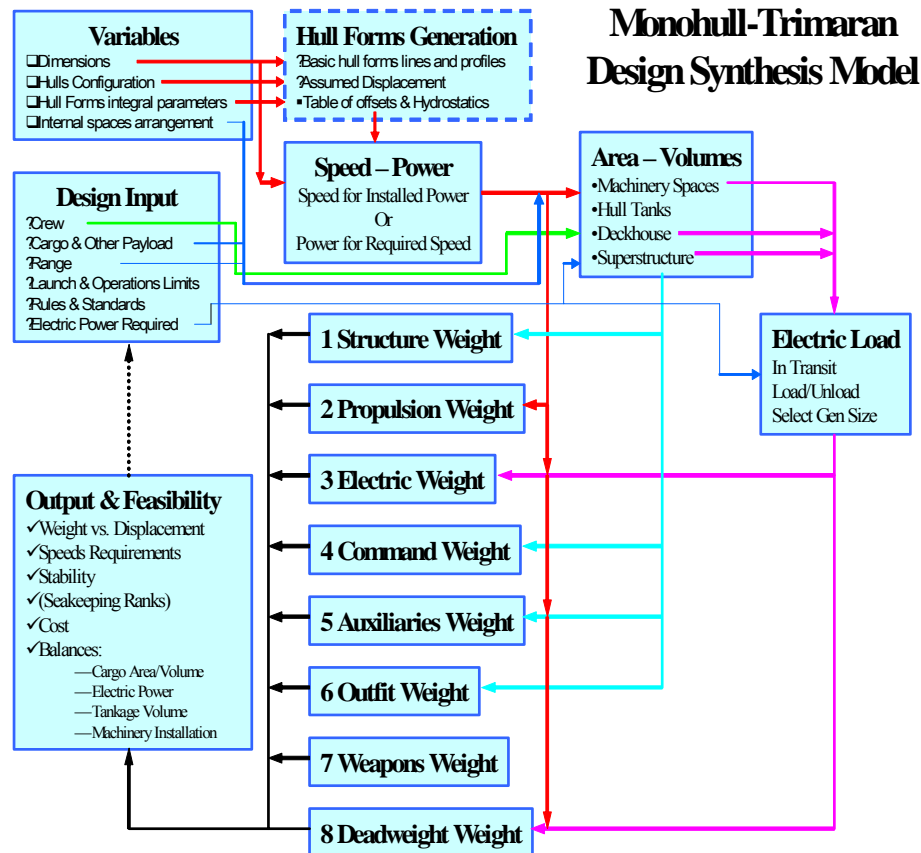 Monohull-Trimaran
Design Synthesis Model
Variables
❑Dimensions
❑Hulls Configuration
❑Hull Forms integral parameters
❑Internal spaces arrangement
Hull Forms Generation
?Basic hull forms lines and profiles
?Assumed Displacement
▪Table of offsets & Hydrostatics
Speed – Power
Speed for Installed Power
Or
Power for Required Speed
Area – Volumes
•Machinery Spaces
•Hull Tanks
•Deckhouse
•Superstructure
Design Input
?Crew
?Cargo & Other Payload
?Range
?Launch & Operations Limits
?Rules & Standards
?Electric Power Required
Electric Load
In Transit
Load/Unload
Select Gen Size
1 Structure Weight
2 Propulsion Weight
3 Electric Weight
4 Command Weight
5 Auxiliaries Weight
6 Outfit Weight
7 Weapons Weight
8 Deadweight Weight
Output & Feasibility
✓Weight vs. Displacement
✓Speeds Requirements
✓Stability
✓(Seakeeping Ranks)
✓Cost
✓Balances:
—Cargo Area/Volume
—Electric Power
—Tankage Volume
—Machinery Installation